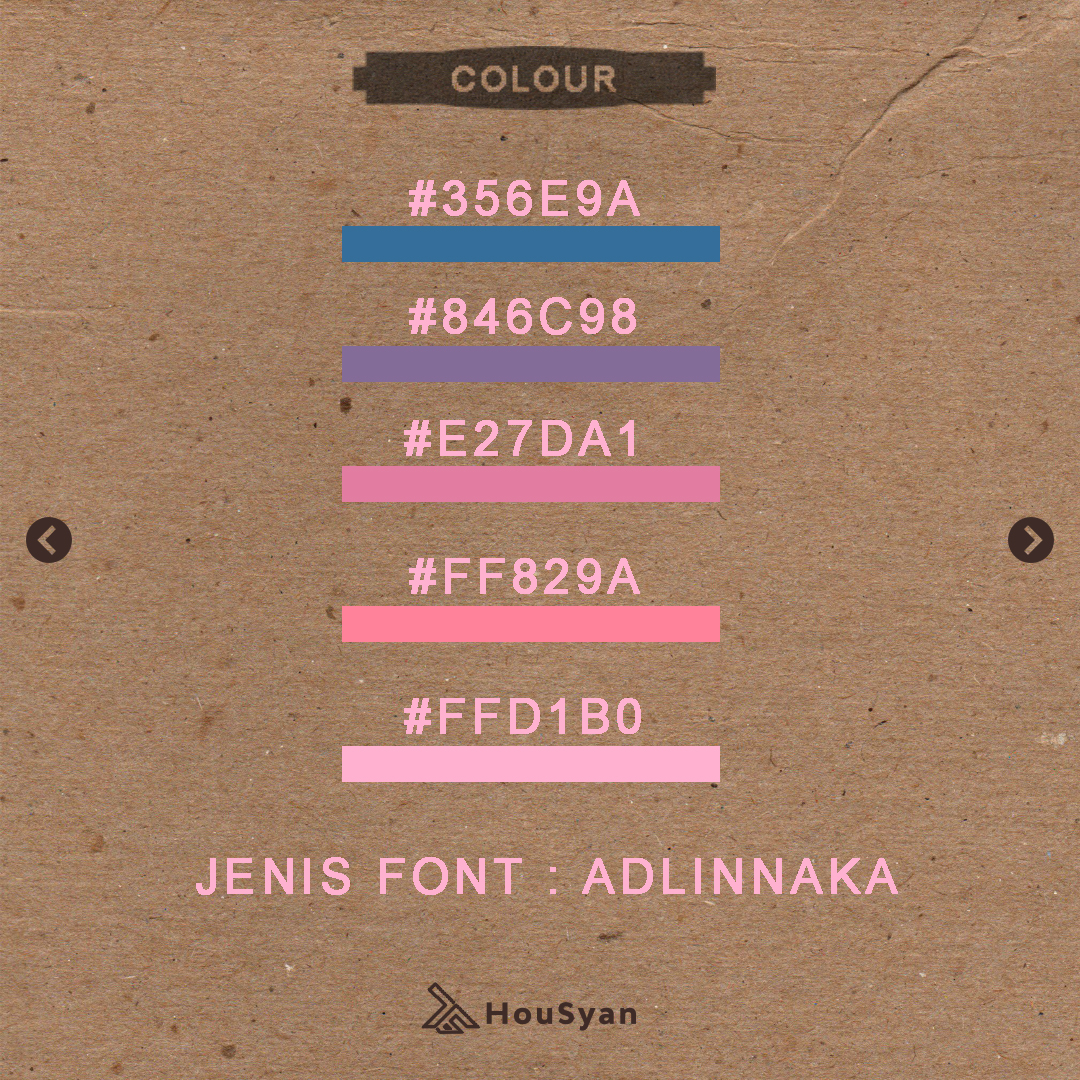 COLOUR
#356E9A
#846C98
#E27DA1
#FF829A
#FFD1B0
JENIS FONT : ADLINNAKA
HouSyan